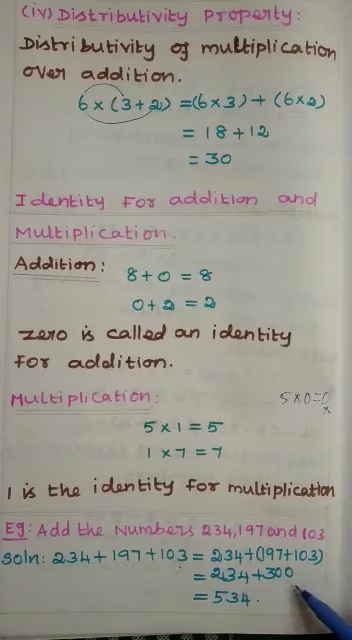 (iv) Distributivity Property:
Distributivity of multiplication
over addition.
6 × (3+2) = (6×3) + (6×2)
= 18 + 12
= 30
Identity For addition and
Multiplication.
Addition:
8 + 0 = 8
0 + 2 = 2
zero is called an identity
for addition.
Multiplication:
5×0=0
x
5 × 1 = 5
1 × 7 = 7
1 is the identity for multiplication
Eg: Add the Numbers 234,197 and 103
Soln: 234 + 197 + 103 = 234+(197+103)
= 234 + 300
= 534.